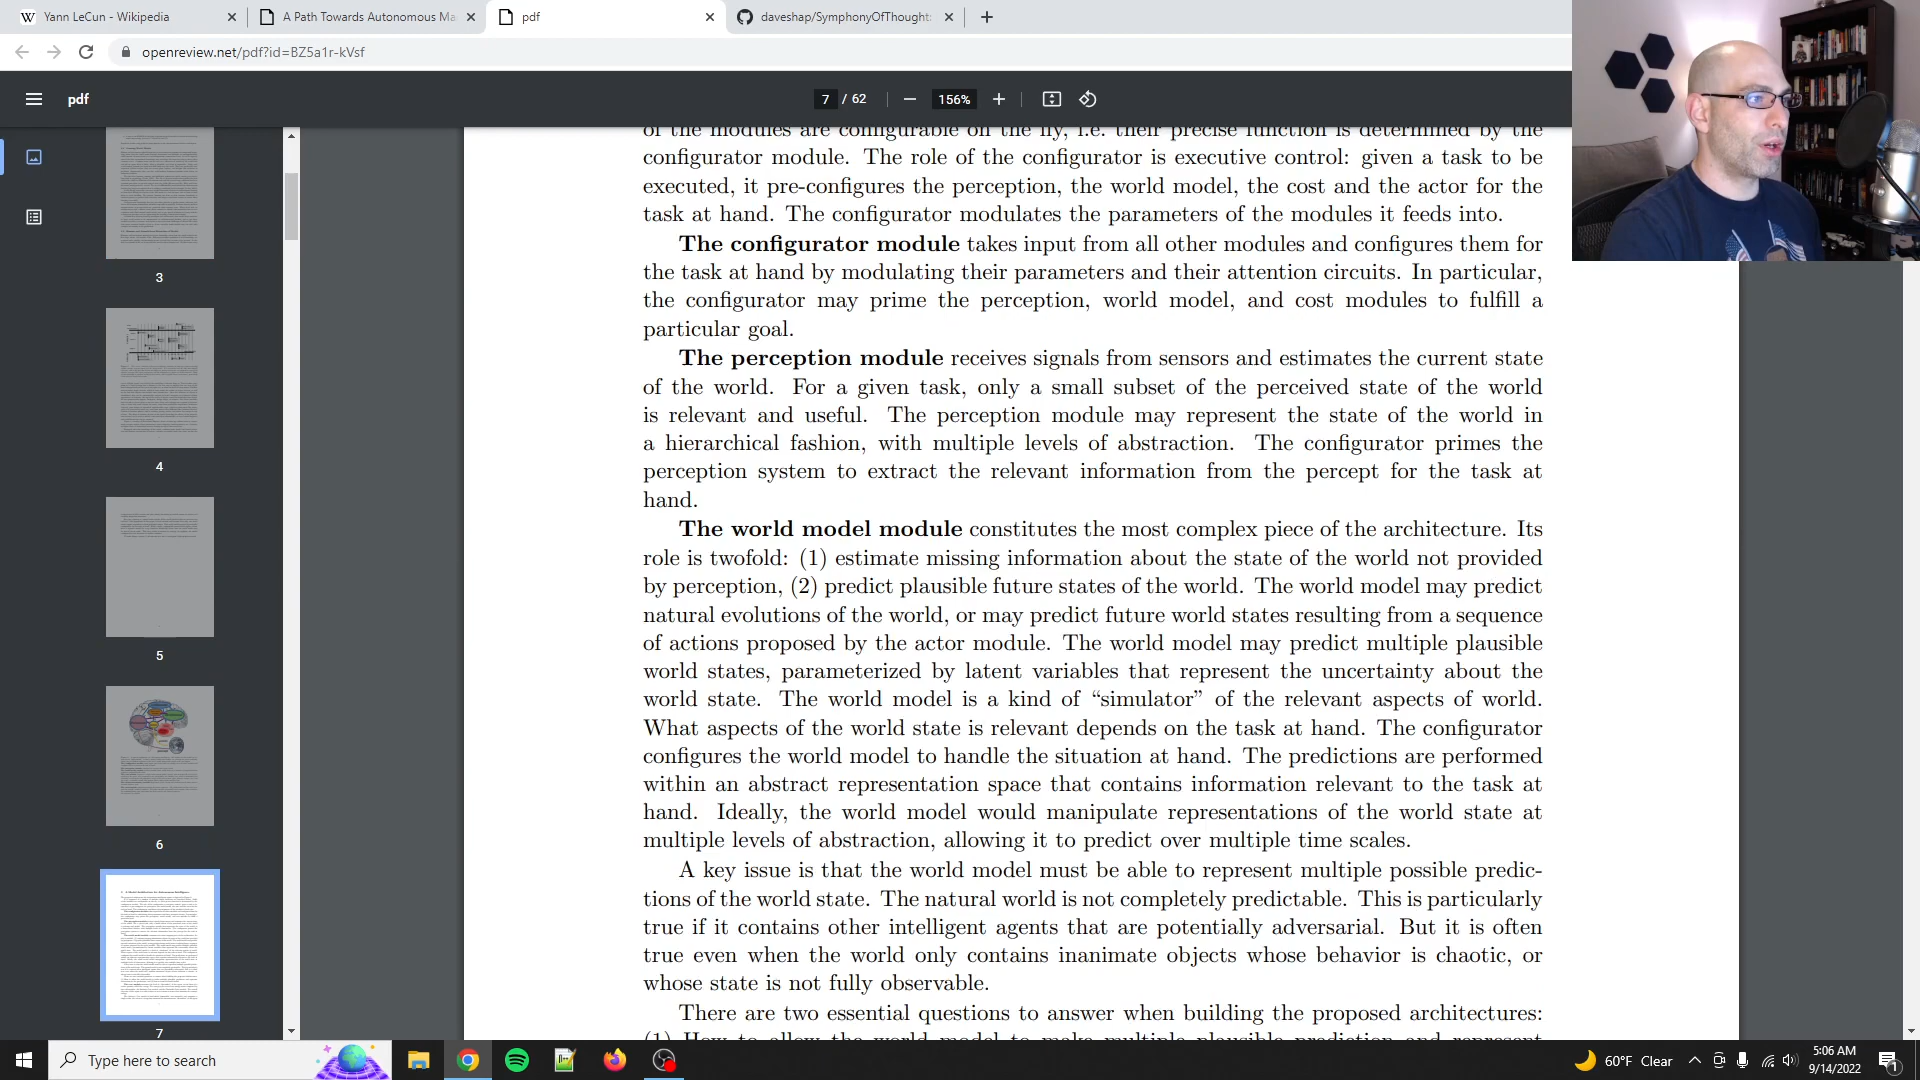 Yann LeCun - Wikipedia
A Path Towards Autonomous Ma
pdf
daveshap/SymphonyOfThought:
openreview.net/pdf?id=BZ5a1r-kVsf
pdf
7 / 62
156%
3
4
5
6
7
of the modules are configurable on the fly, i.e. their precise function is determined by the
configurator module. The role of the configurator is executive control: given a task to be
executed, it pre-configures the perception, the world model, the cost and the actor for the
task at hand. The configurator modulates the parameters of the modules it feeds into.
The configurator module takes input from all other modules and configures them for
the task at hand by modulating their parameters and their attention circuits. In particular,
the configurator may prime the perception, world model, and cost modules to fulfill a
particular goal.
The perception module receives signals from sensors and estimates the current state
of the world. For a given task, only a small subset of the perceived state of the world
is relevant and useful. The perception module may represent the state of the world in
a hierarchical fashion, with multiple levels of abstraction. The configurator primes the
perception system to extract the relevant information from the percept for the task at
hand.
The world model module constitutes the most complex piece of the architecture. Its
role is twofold: (1) estimate missing information about the state of the world not provided
by perception, (2) predict plausible future states of the world. The world model may predict
natural evolutions of the world, or may predict future world states resulting from a sequence
of actions proposed by the actor module. The world model may predict multiple plausible
world states, parameterized by latent variables that represent the uncertainty about the
world state. The world model is a kind of “simulator” of the relevant aspects of world.
What aspects of the world state is relevant depends on the task at hand. The configurator
configures the world model to handle the situation at hand. The predictions are performed
within an abstract representation space that contains information relevant to the task at
hand. Ideally, the world model would manipulate representations of the world state at
multiple levels of abstraction, allowing it to predict over multiple time scales.
A key issue is that the world model must be able to represent multiple possible predic-
tions of the world state. The natural world is not completely predictable. This is particularly
true if it contains other intelligent agents that are potentially adversarial. But it is often
true even when the world only contains inanimate objects whose behavior is chaotic, or
whose state is not fully observable.
There are two essential questions to answer when building the proposed architectures:
(1) How to allow the world model to make multiple plausible prediction and represent
Type here to search
60°F Clear
5:06 AM
9/14/2022
1